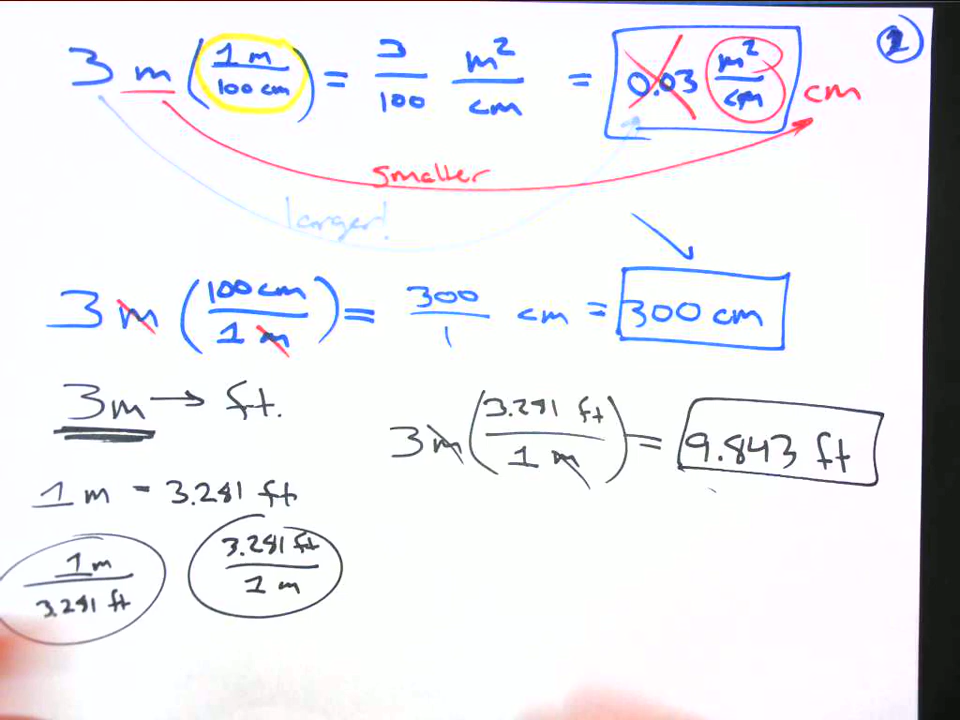 2
3 m (1 m / 100 cm) = 3/100 m²/cm = 0.03 m²/cm cm
smaller
larger!
3 m (100 cm / 1 m) = 300/1 cm = 300 cm
3m → ft.
3 m (3.281 ft / 1 m) = 9.843 ft
1 m = 3.281 ft
1 m / 3.281 ft
3.281 ft / 1 m